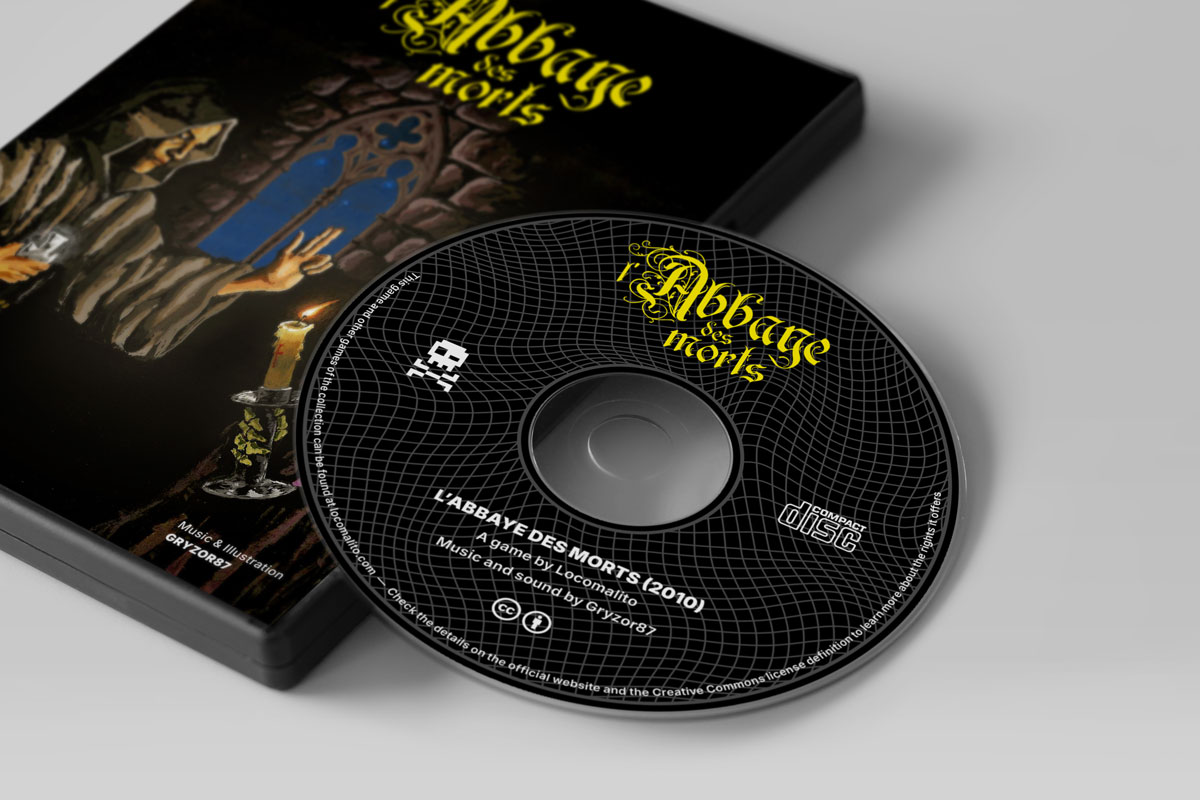 l'Abbaye
des
morts
Music & Illustration
GRYZOR87
l'Abbaye
des
morts
L'ABBAYE DES MORTS (2010)
A game by Locomalito
Music and sound by Gryzor87
cc
COMPACT
disc
This game and other games of the collection can be found at locomalito.com — Check the details on the official website and the Creative Commons license definition to learn more about the rights it offers